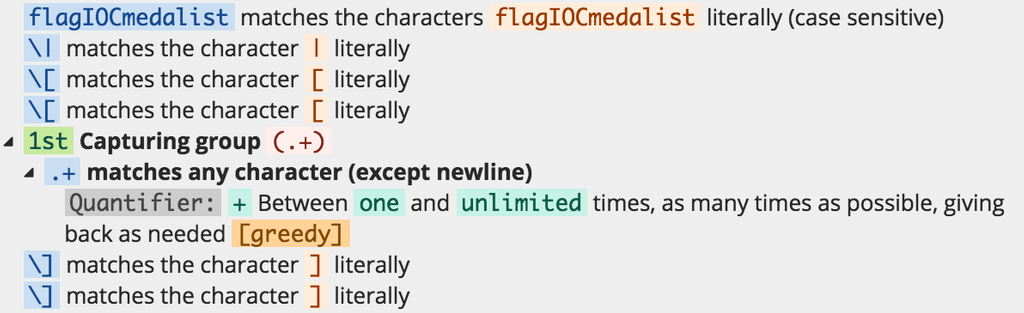 flagIOCmedalist matches the characters flagIOCmedalist literally (case sensitive)
\| matches the character | literally
\[ matches the character [ literally
\[ matches the character [ literally
1st Capturing group (.+)
.+ matches any character (except newline)
Quantifier: + Between one and unlimited times, as many times as possible, giving
back as needed [greedy]
\] matches the character ] literally
\] matches the character ] literally